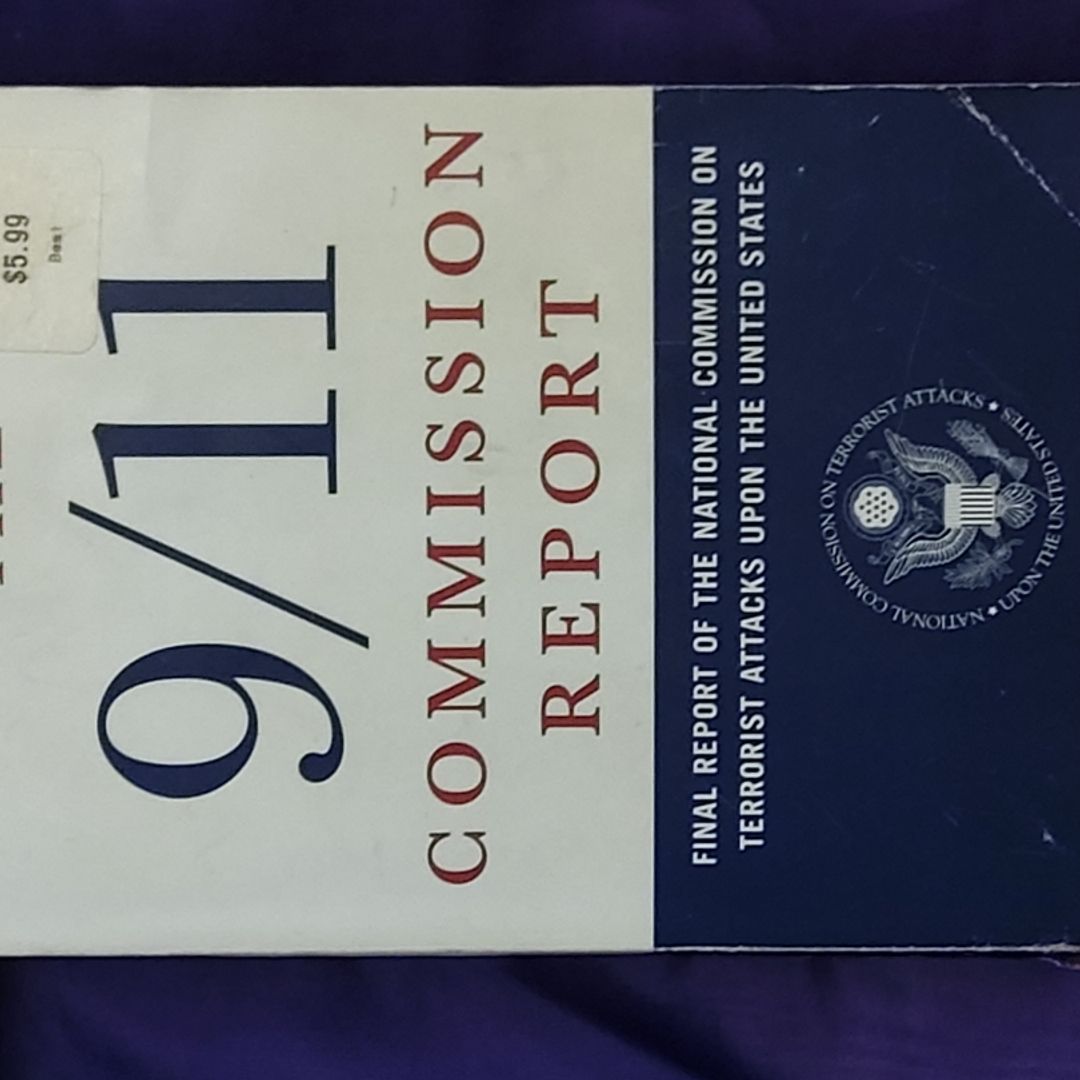 $5.99
9/11
COMMISSION
REPORT
FINAL REPORT OF THE NATIONAL COMMISSION ON
TERRORIST ATTACKS UPON THE UNITED STATES
NATIONAL COMMISSION ON TERRORIST ATTACKS ★
UPON THE UNITED STATES ★